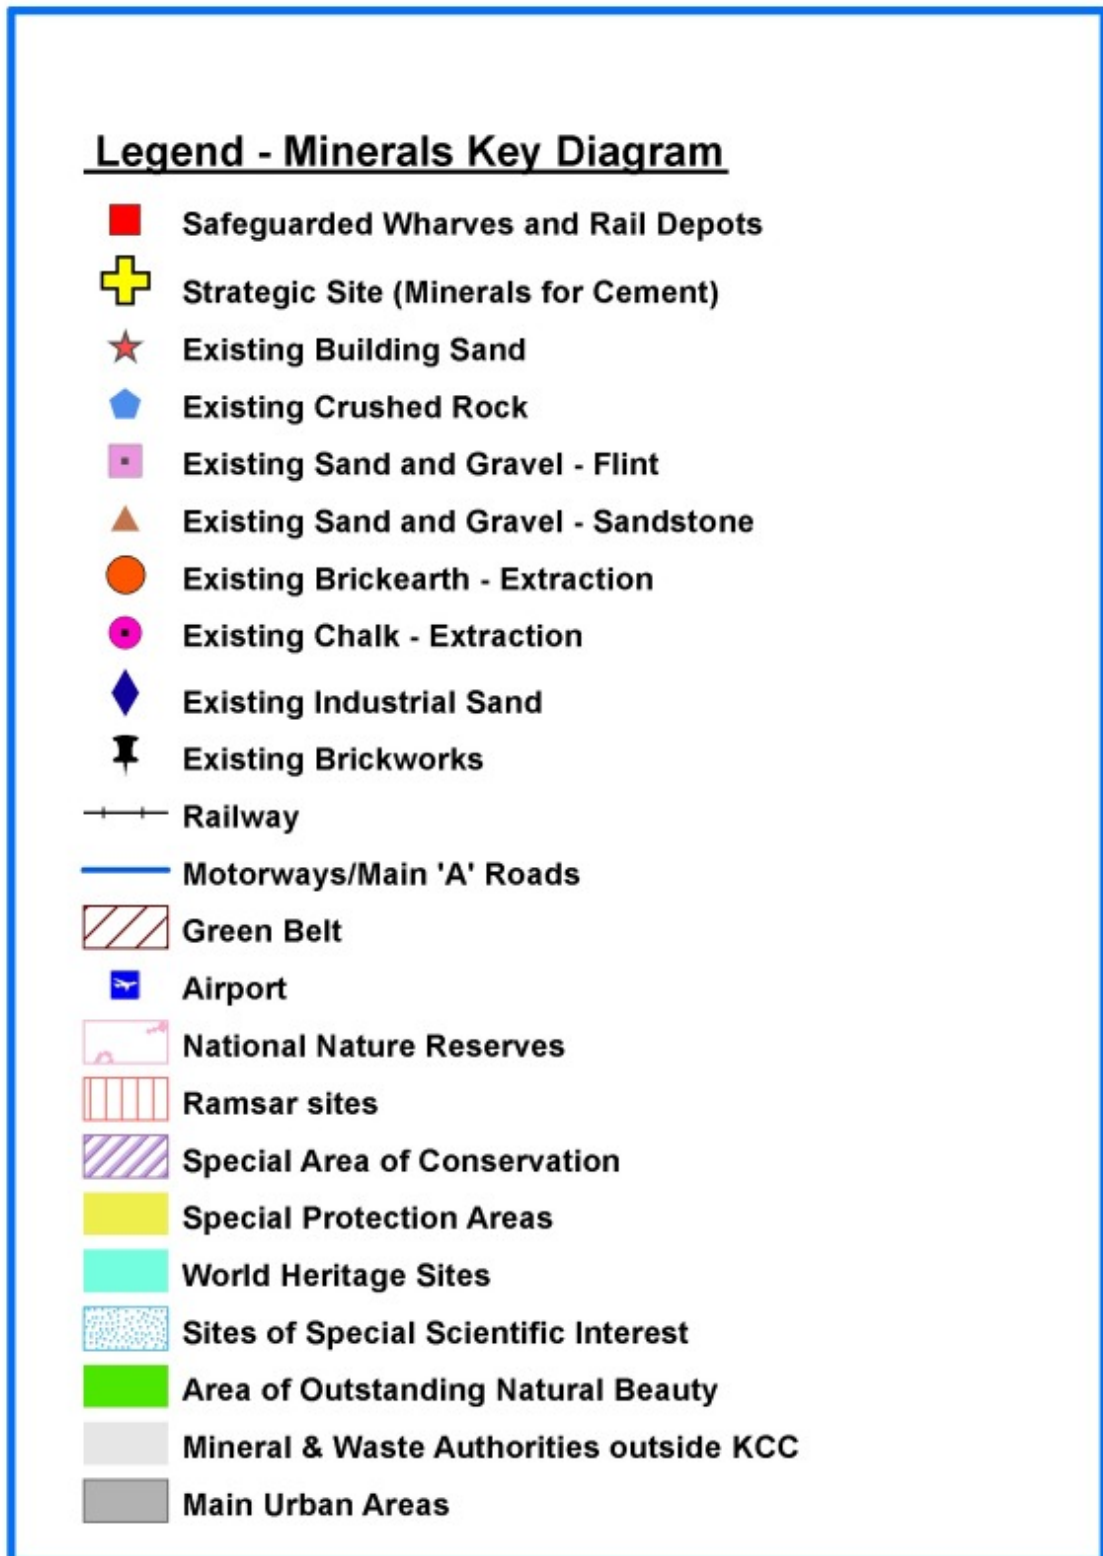 Legend - Minerals Key Diagram
Safeguarded Wharves and Rail Depots
Strategic Site (Minerals for Cement)
Existing Building Sand
Existing Crushed Rock
Existing Sand and Gravel - Flint
Existing Sand and Gravel - Sandstone
Existing Brickearth - Extraction
Existing Chalk - Extraction
Existing Industrial Sand
Existing Brickworks
Railway
Motorways/Main 'A' Roads
Green Belt
Airport
National Nature Reserves
Ramsar sites
Special Area of Conservation
Special Protection Areas
World Heritage Sites
Sites of Special Scientific Interest
Area of Outstanding Natural Beauty
Mineral & Waste Authorities outside KCC
Main Urban Areas